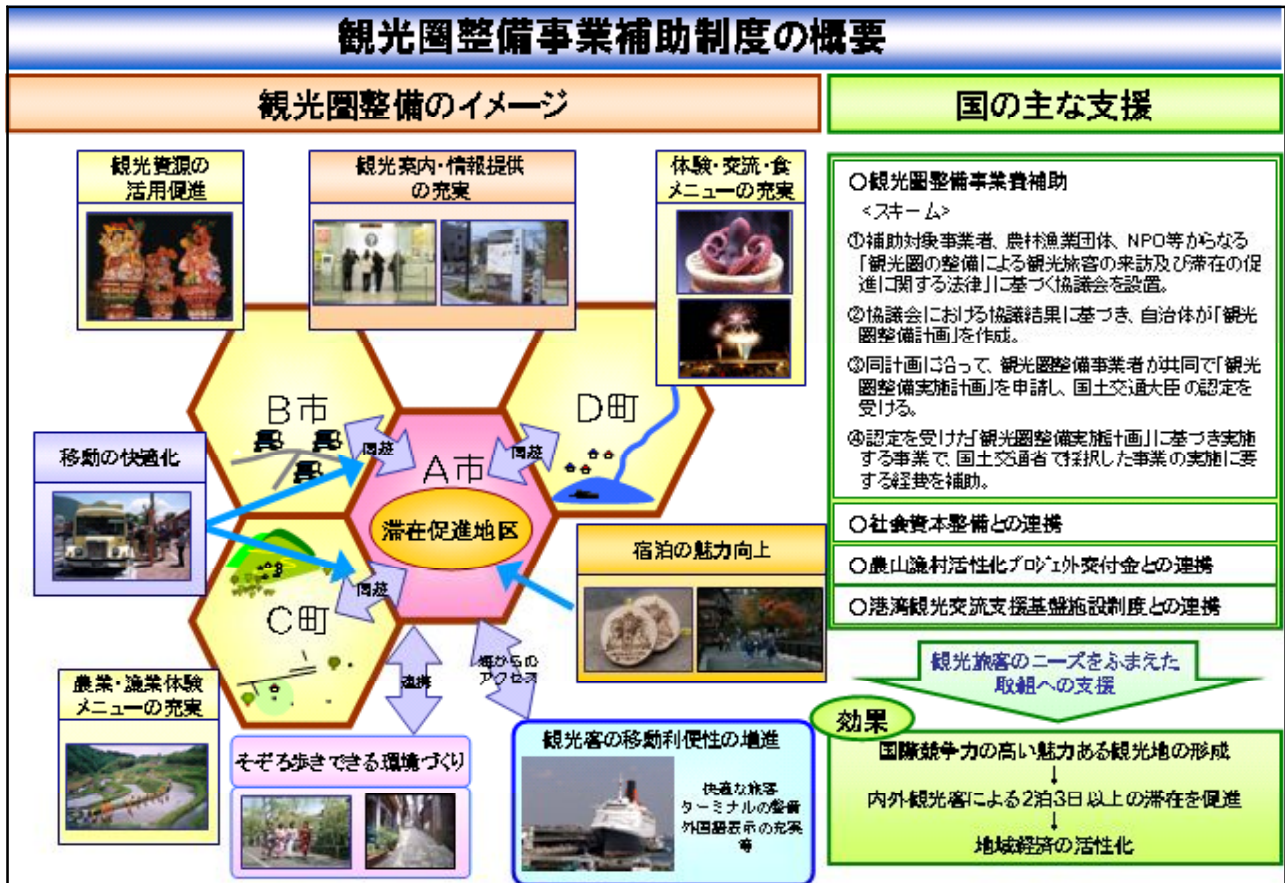 観光圏整備事業補助制度の概要
観光圏整備のイメージ
観光資源の
活用促進
観光案内・情報提供
の充実
体験・交流・食
メニューの充実
B市
D町
A市
周遊
周遊
滞在促進地区
移動の快適化
周遊
C町
宿泊の魅力向上
農業・漁業体験
メニューの充実
連携
海からの
アクセス
そぞろ歩きできる環境づくり
観光客の移動利便性の増進
快適な旅客
ターミナルの整備
外国語表示の充実
等
国の主な支援
○観光圏整備事業費補助
<スキーム>
①補助対象事業者、農林漁業団体、NPO等からなる
「観光圏の整備による観光旅客の来訪及び滞在の促
進に関する法律」に基づく協議会を設置。
②協議会における協議結果に基づき、自治体が「観光
圏整備計画」を作成。
③同計画に沿って、観光圏整備事業者が共同で「観光
圏整備実施計画」を申請し、国土交通大臣の認定を
受ける。
④認定を受けた「観光圏整備実施計画」に基づき実施
する事業で、国土交通省で採択した事業の実施に要
する経費を補助。
○社会資本整備との連携
○農山漁村活性化プロジェクト交付金との連携
○港湾観光交流支援基盤施設制度との連携
観光旅客のニーズをふまえた
取組への支援
効果
国際競争力の高い魅力ある観光地の形成
↓
内外観光客による2泊3日以上の滞在を促進
↓
地域経済の活性化